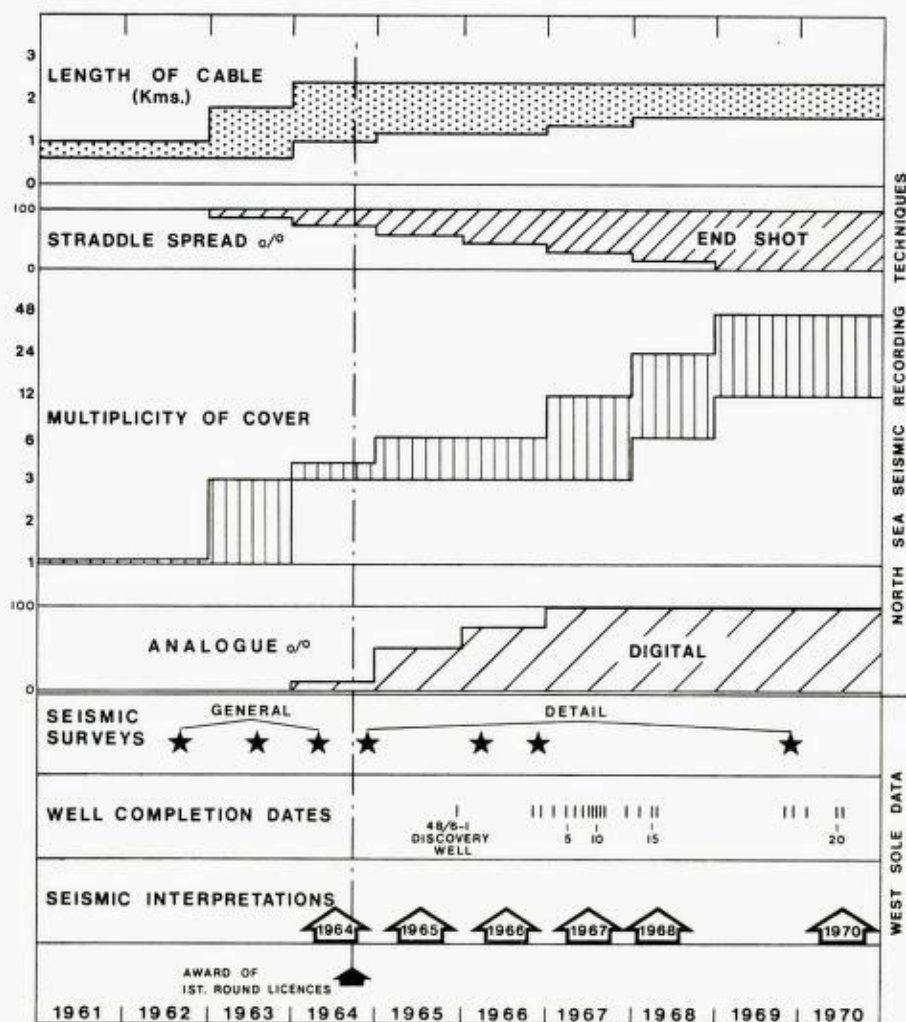 3
LENGTH OF CABLE
(Kms.)
2
1
0
100
STRADDLE SPREAD o/o
END SHOT
0
48
24
12
MULTIPLICITY OF COVER
6
3
2
1
100
ANALOGUE o/o
DIGITAL
0
NORTH SEA SEISMIC RECORDING TECHNIQUES
SEISMIC
SURVEYS
GENERAL
DETAIL
WELL COMPLETION DATES
48/6-1
DISCOVERY
WELL
5
10
15
20
SEISMIC INTERPRETATIONS
1964
1965
1966
1967
1968
1970
WEST SOLE DATA
AWARD OF
1ST. ROUND LICENCES
1961 1962 1963 1964 1965 1966 1967 1968 1969 1970